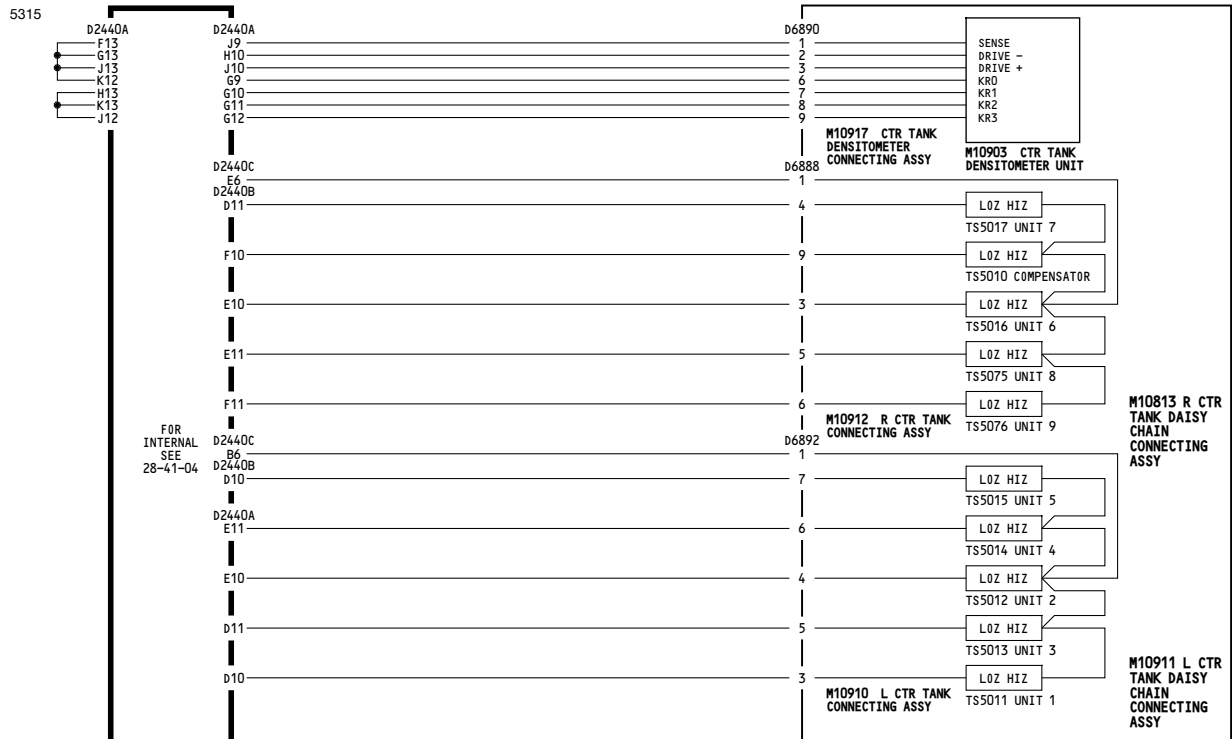 5315
D2440A D2440A D6890
F13 J9 1 SENSE
G13 H10 2 DRIVE –
J13 J10 3 DRIVE +
K12 G9 6 KR0
H13 G10 7 KR1
K13 G11 8 KR2
J12 G12 9 KR3
M10917 CTR TANK
DENSITOMETER
CONNECTING ASSY
M10903 CTR TANK
DENSITOMETER UNIT
D2440C D6888
E6 1
D2440B
D11 4 LOZ HIZ
TS5017 UNIT 7
F10 9 LOZ HIZ
TS5010 COMPENSATOR
E10 3 LOZ HIZ
TS5016 UNIT 6
E11 5 LOZ HIZ
TS5075 UNIT 8
F11 6 LOZ HIZ
TS5076 UNIT 9
M10912 R CTR TANK
CONNECTING ASSY
M10813 R CTR
TANK DAISY
CHAIN
CONNECTING
ASSY
FOR
INTERNAL
SEE
28-41-04
D2440C D6892
B6 1
D2440B
D10 7 LOZ HIZ
TS5015 UNIT 5
D2440A
E11 6 LOZ HIZ
TS5014 UNIT 4
E10 4 LOZ HIZ
TS5012 UNIT 2
D11 5 LOZ HIZ
TS5013 UNIT 3
D10 3 LOZ HIZ
TS5011 UNIT 1
M10910 L CTR TANK
CONNECTING ASSY
M10911 L CTR
TANK DAISY
CHAIN
CONNECTING
ASSY